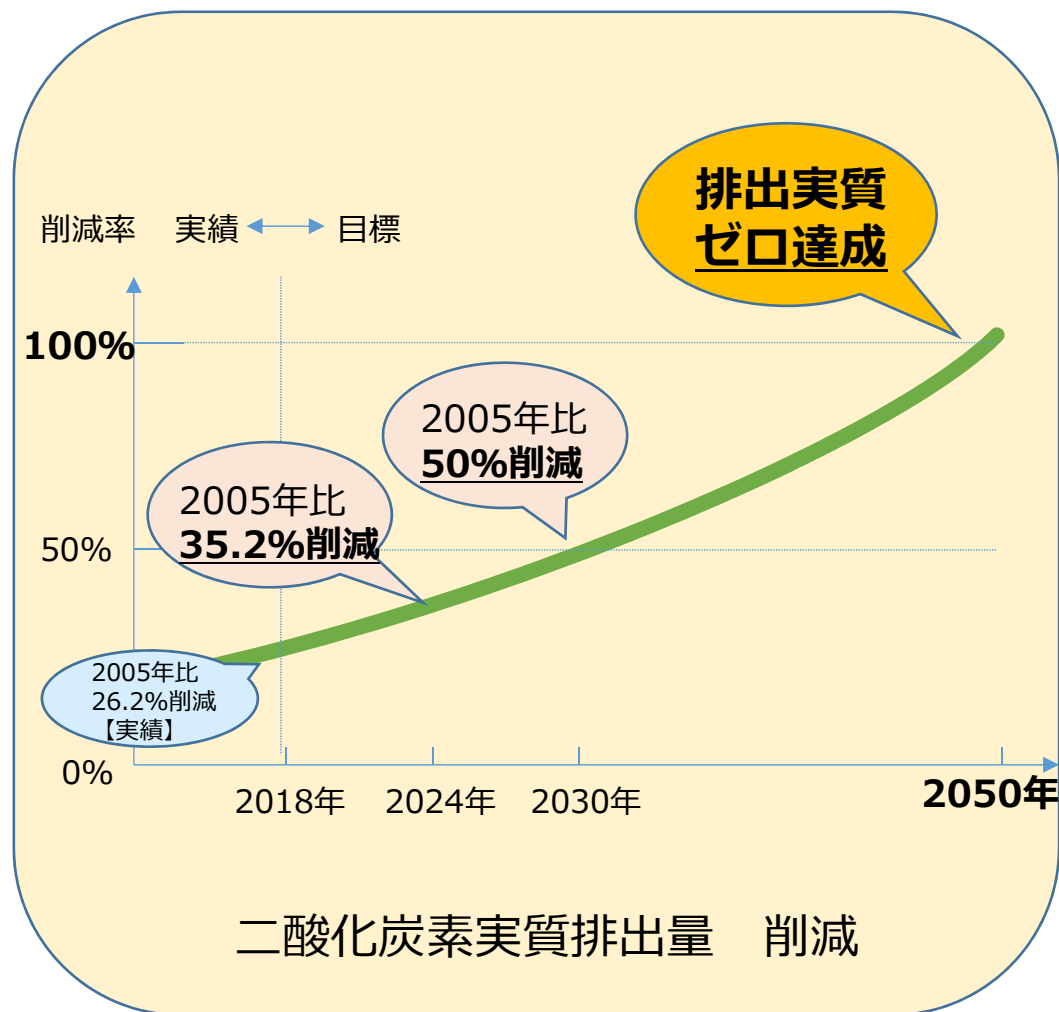 排出実質
ゼロ達成
削減率 実績 目標
100%
2005年比
50%削減
2005年比
35.2%削減
50%
2005年比
26.2%削減
【実績】
0%
2018年 2024年 2030年 2050年
二酸化炭素実質排出量 削減